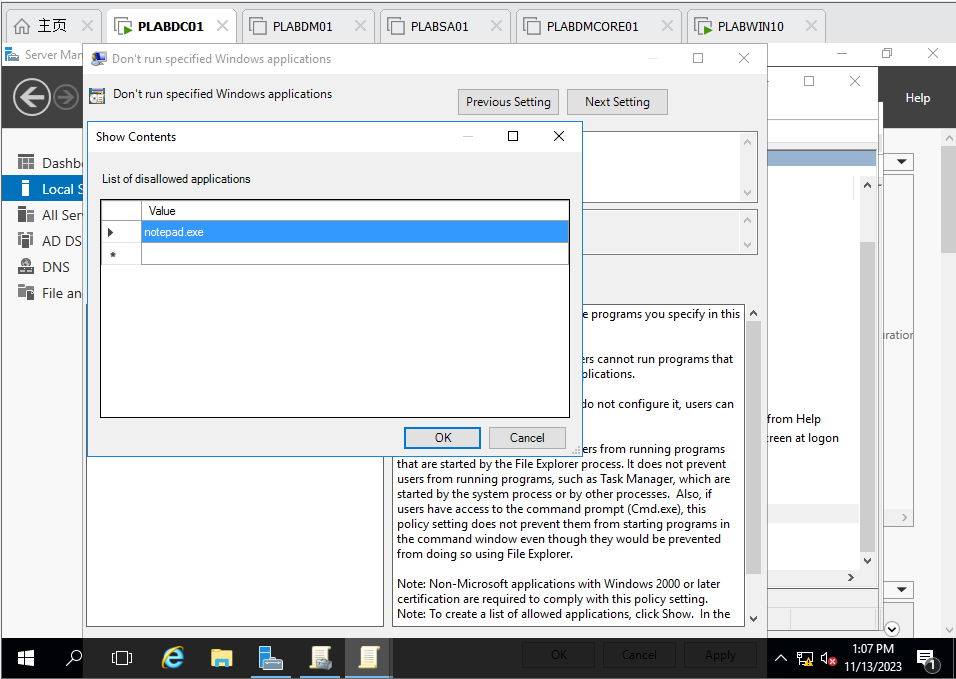 主页
PLABDC01
PLABDM01
PLABSA01
PLABDMCORE01
PLABWIN10
Server Man
Don't run specified Windows applications
Don't run specified Windows applications
Previous Setting
Next Setting
Help
Show Contents
List of disallowed applications
Value
notepad.exe
*
OK
Cancel
Dashb
Local S
All Ser
AD DS
DNS
File an
e programs you specify in this
ers cannot run programs that
plications.
do not configure it, users can
ers from running programs
that are started by the File Explorer process. It does not prevent
users from running programs, such as Task Manager, which are
started by the system process or by other processes.  Also, if
users have access to the command prompt (Cmd.exe), this
policy setting does not prevent them from starting programs in
the command window even though they would be prevented
from doing so using File Explorer.
Note: Non-Microsoft applications with Windows 2000 or later
certification are required to comply with this policy setting.
Note: To create a list of allowed applications, click Show.  In the
uration
from Help
creen at logon
OK
Cancel
Apply
1:07 PM
11/13/2023
1